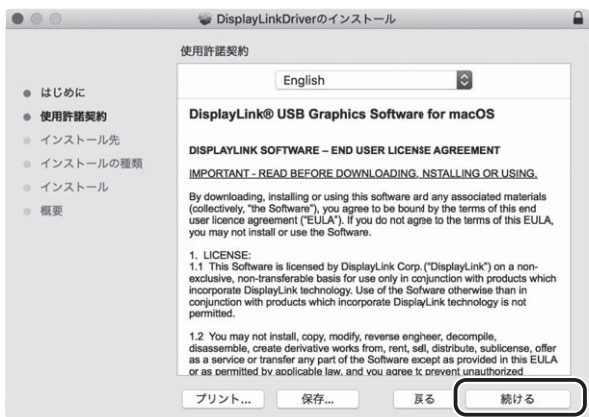 DisplayLinkDriverのインストール
使用許諾契約
はじめに
使用許諾契約
インストール先
インストールの種類
インストール
概要
English
DisplayLink® USB Graphics Software for macOS
DISPLAYLINK SOFTWARE – END USER LICENSE AGREEMENT
IMPORTANT - READ BEFORE DOWNLOADING, NSTALLING OR USING.
By downloading, installing or using this software ard any associated materials
(collectively, "the Software"), you agree to be bound by the terms of this end
user licence agreement ("EULA"). If you do not agree to the terms of this EULA,
you may not install or use the Software.
1. LICENSE:
1.1 This Software is licensed by DisplayLink Corp. ("DisplayLink") on a non-
exclusive, non-transferable basis for use only in conjunction with products which
incorporate DisplayLink technology. Use of the Sofware otherwise than in
conjunction with products which incorporate DisplayLink technology is not
permitted.
1.2 You may not install, copy, modify, reverse engineer, decompile,
disassemble, create derivative works from, rent, sell, distribute, sublicense, offer
as a service or transfer any part of the Software except as provided in this EULA
or as permitted by applicable law, and you agree tc prevent unauthorized
プリント...
保存...
戻る
続ける